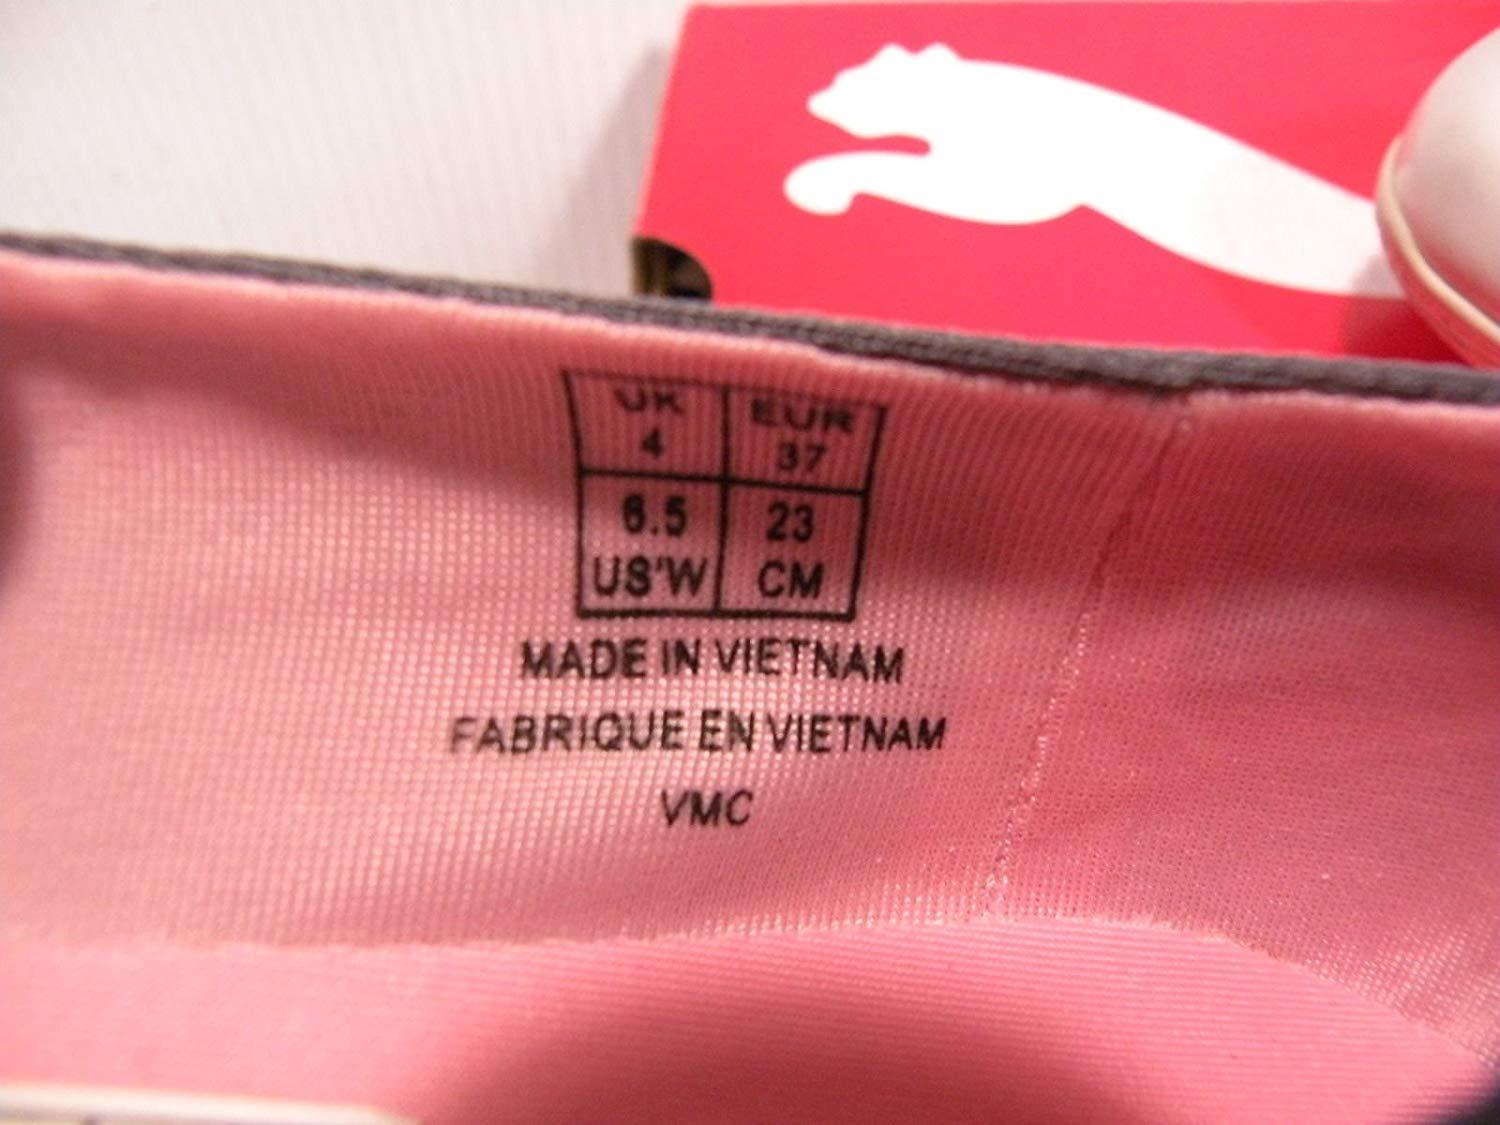 UK EUR
4 37
6.5 23
US'W CM
MADE IN VIETNAM
FABRIQUE EN VIETNAM
VMC